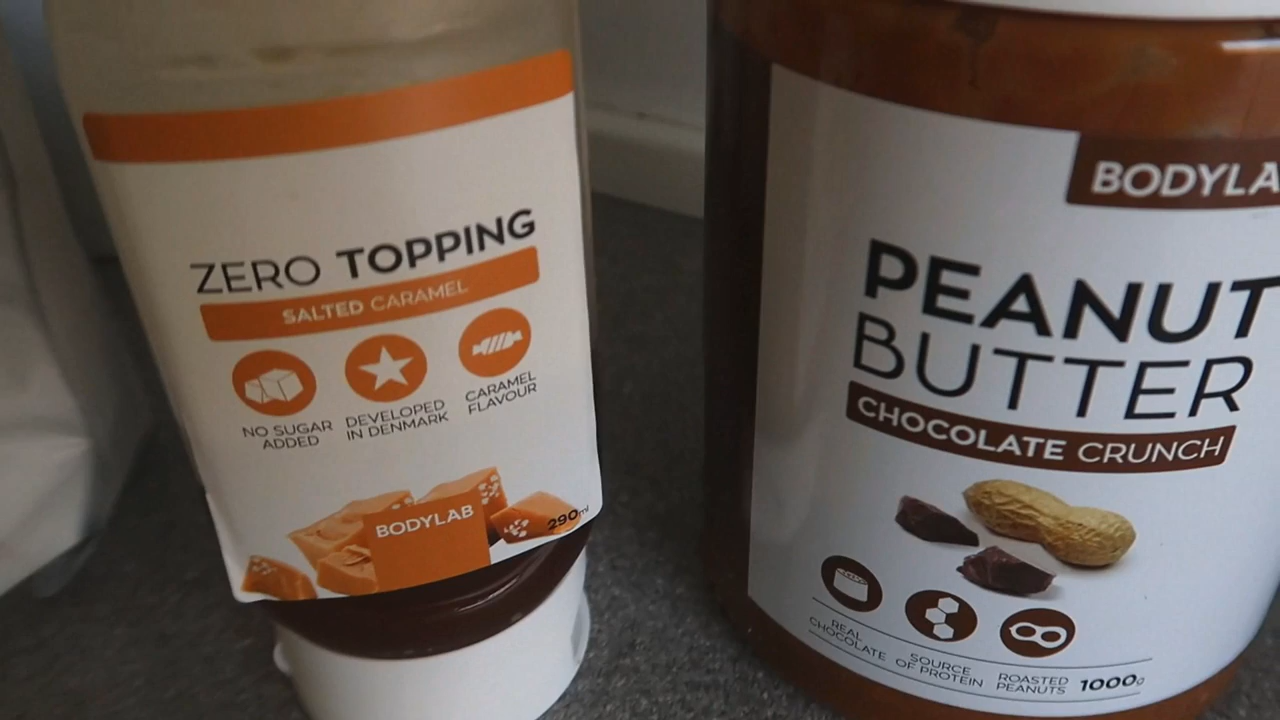 ZERO TOPPING
SALTED CARAMEL
NO SUGAR
ADDED
DEVELOPED
IN DENMARK
CARAMEL
FLAVOUR
BODYLAB
290ml
BODYLA
PEANUT
BUTTER
CHOCOLATE CRUNCH
REAL
CHOCOLATE
SOURCE
OF PROTEIN
ROASTED
PEANUTS
1000g